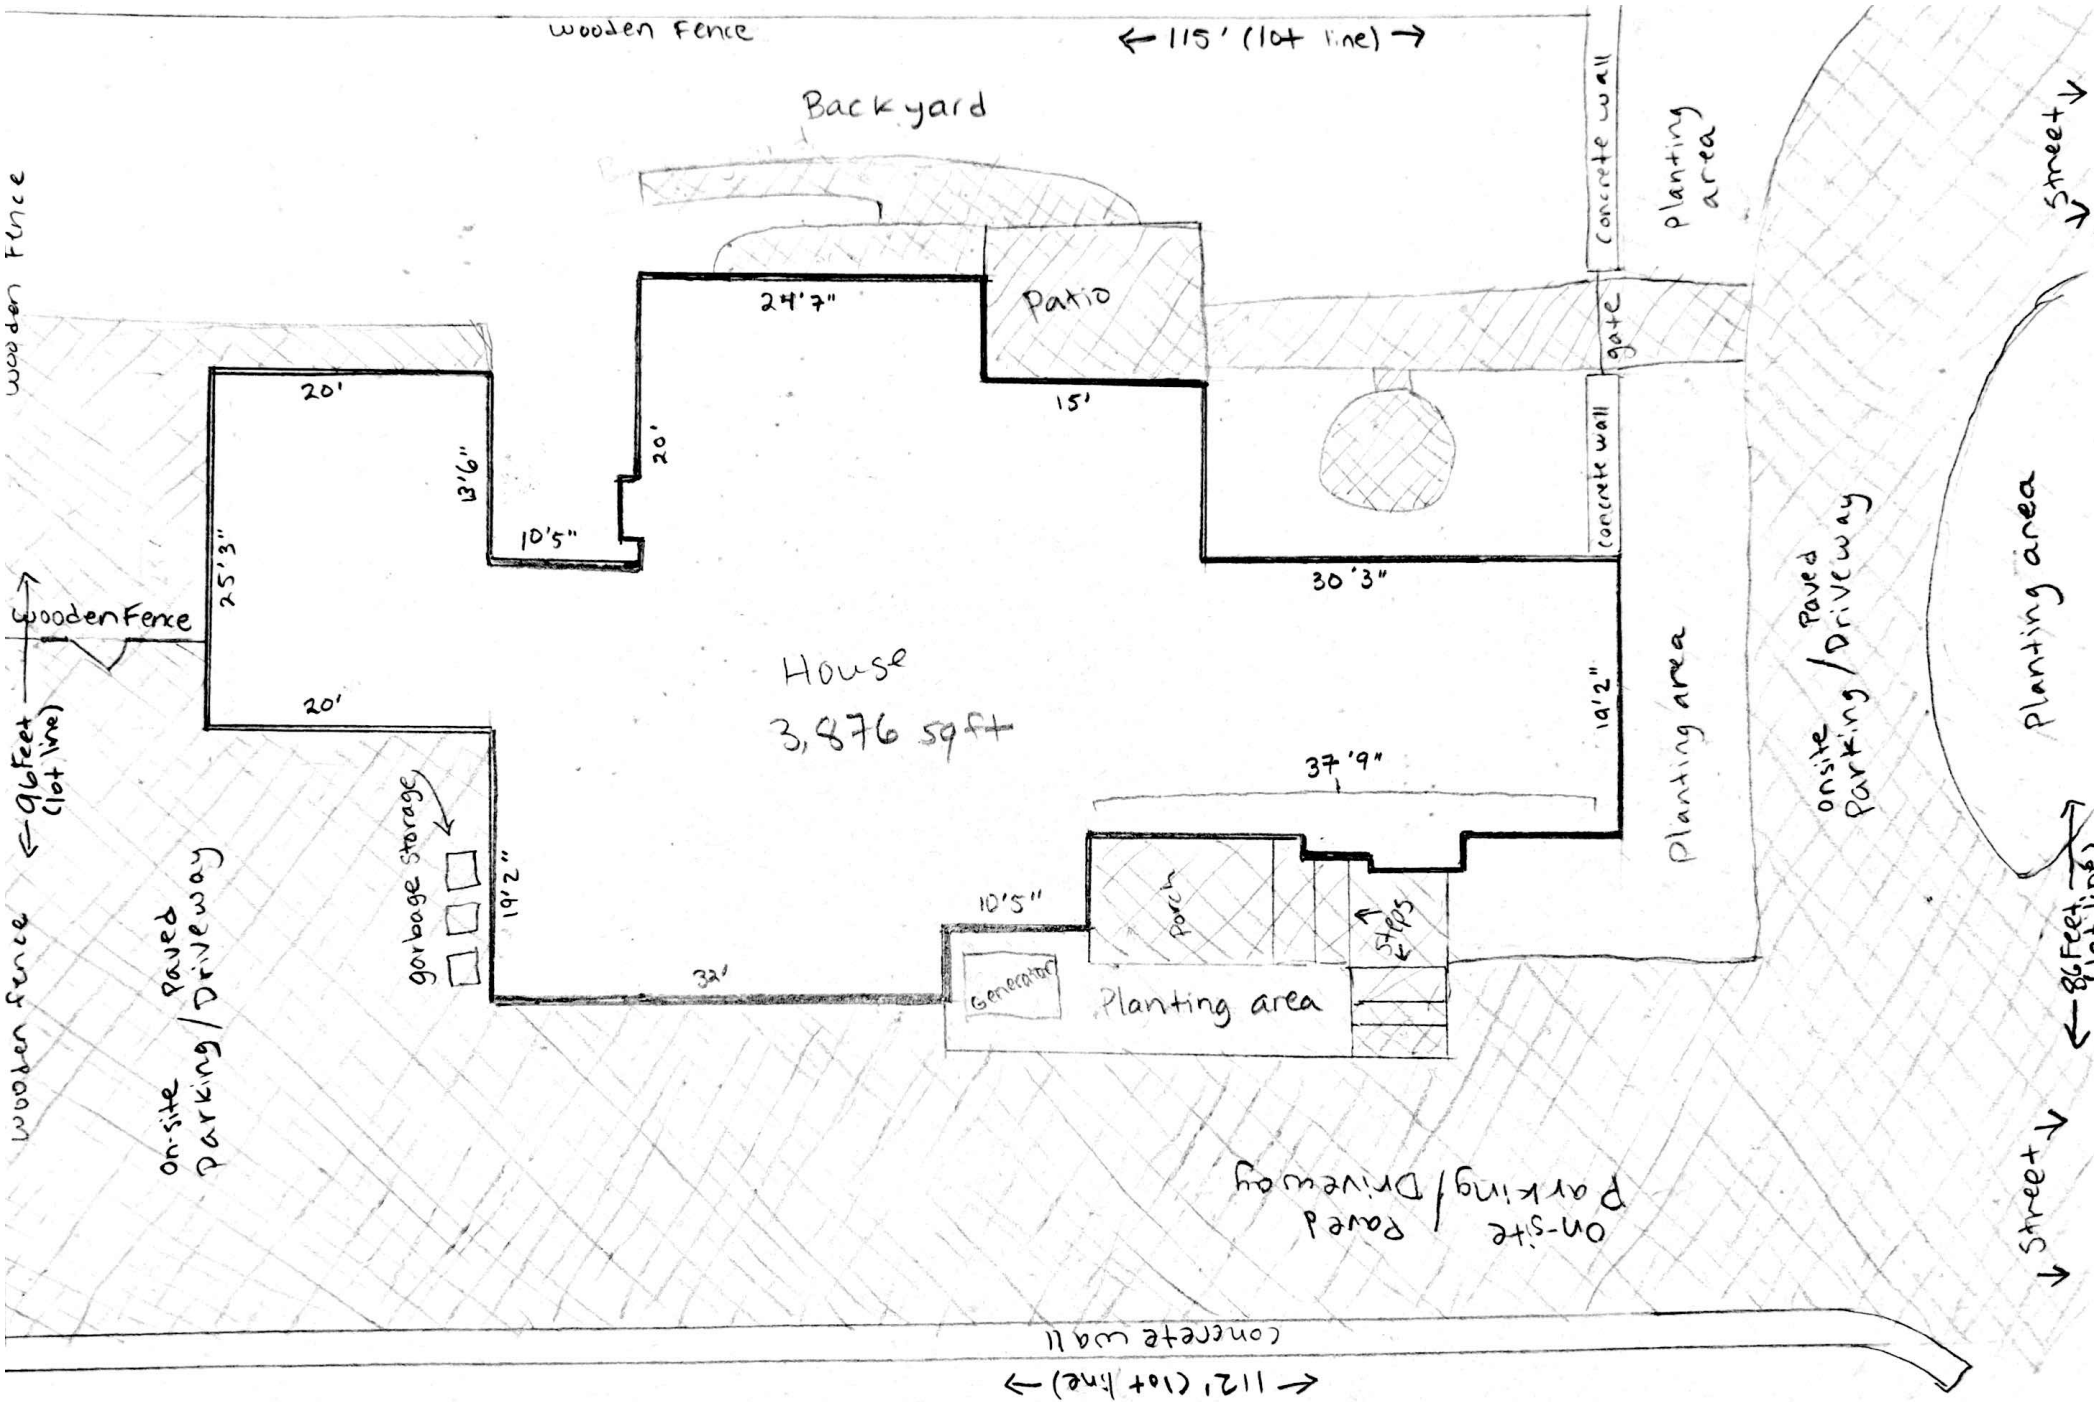 wooden Fence
← 115' (lot line) →
Backyard
concrete wall
Planting
area
↓ Street ↓
wooden Fence
24'7"
Patio
gate
20'
15'
13'6"
20'
10'5"
concrete wall
30'3"
25'3"
wooden Fence
Planting area
Onsite Paved
Parking / Driveway
Planting area
House
3,876 sqft
20'
19'2"
37'9"
← 96 Feet →
(lot line)
garbage storage
19'2"
10'5"
Porch
Steps
Generator
Planting area
32'
← 86 Feet →
wooden fence
On-site Paved
Parking / Driveway
On-site Paved
Parking / Driveway
↓ Street ↓
concrete wall
← 112' (lot line) →